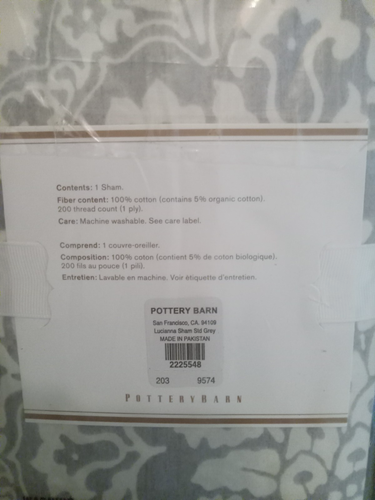 Contents: 1 Sham.
Fiber content: 100% cotton (contains 5% organic cotton).
200 thread count (1 ply).
Care: Machine washable. See care label.
Comprend: 1 couvre-oreiller.
Composition: 100% coton (contient 5% de coton biologique).
200 fils au pouce (1 pili).
Entretien: Lavable en machine. Voir étiquette d'entretien.
POTTERY BARN
San Francisco, CA. 94109
Lucianna Sham Std Grey
MADE IN PAKISTAN
2225548
203 9574
POTTERYBARN